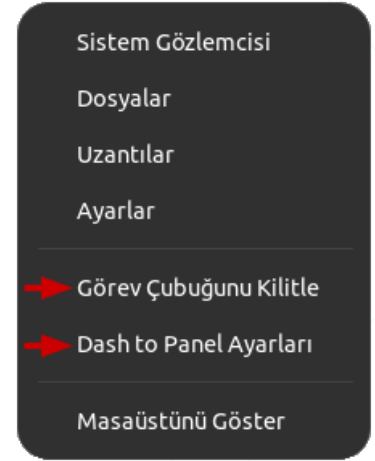 Sistem Gözlemcisi
Dosyalar
Uzantılar
Ayarlar
Görev Çubuğunu Kilitle
Dash to Panel Ayarları
Masaüstünü Göster